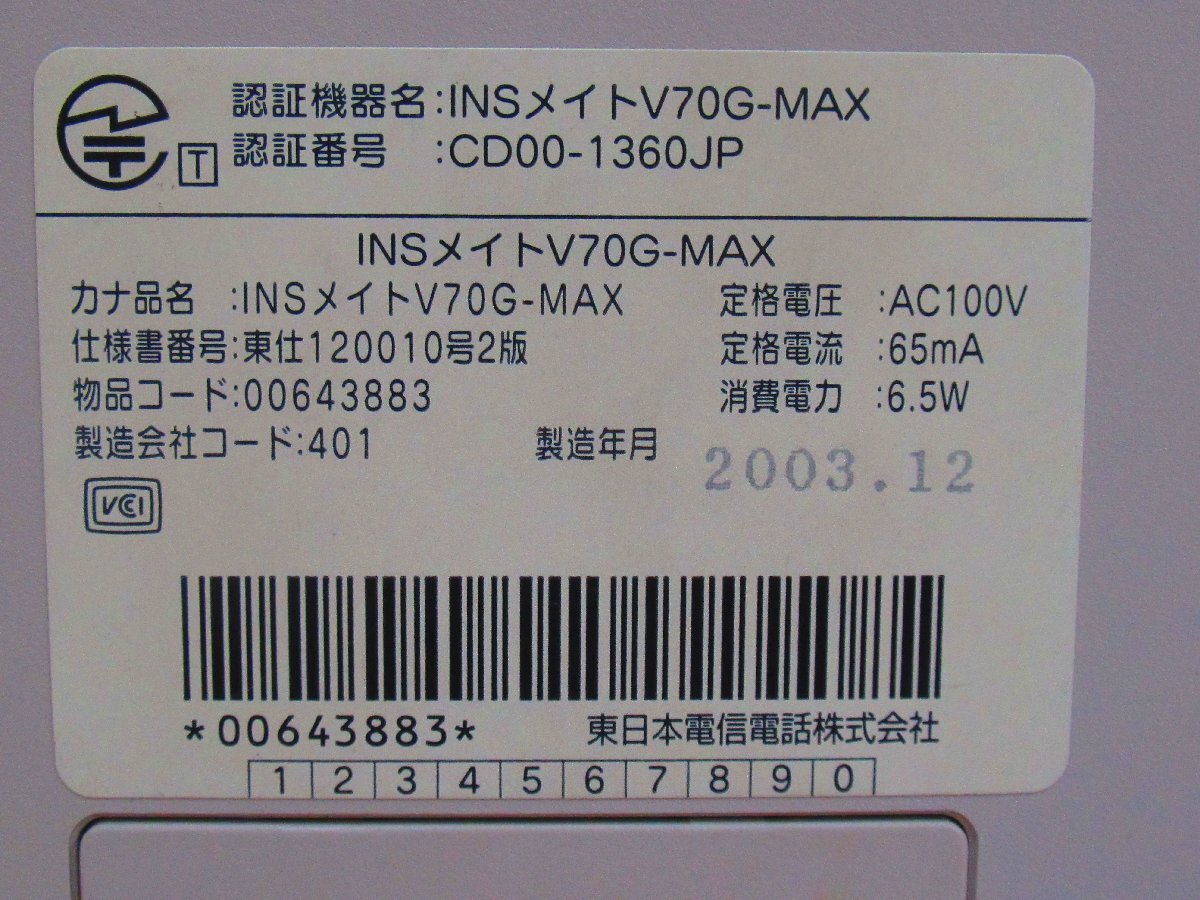 認証機器名:INSメイトV70G-MAX
T 認証番号 :CD00-1360JP
INSメイトV70G-MAX
カナ品名 :INSメイトV70G-MAX 定格電圧 :AC100V
仕様書番号:東仕120010号2版 定格電流 :65mA
物品コード:00643883 消費電力 :6.5W
製造会社コード:401 製造年月 2003.12
VCCI
*00643883* 東日本電信電話株式会社
1 2 3 4 5 6 7 8 9 0